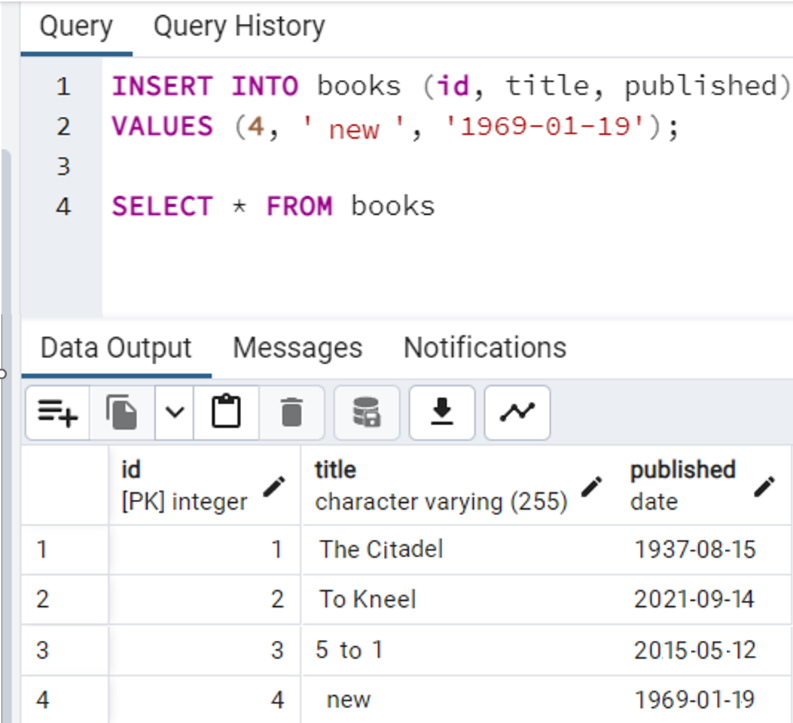 Query Query History
1 INSERT INTO books (id, title, published)
2 VALUES (4, ' new ', '1969-01-19');
3
4 SELECT * FROM books
Data Output Messages Notifications
id title published
[PK] integer character varying (255) date
1 1 The Citadel 1937-08-15
2 2 To Kneel 2021-09-14
3 3 5 to 1 2015-05-12
4 4 new 1969-01-19